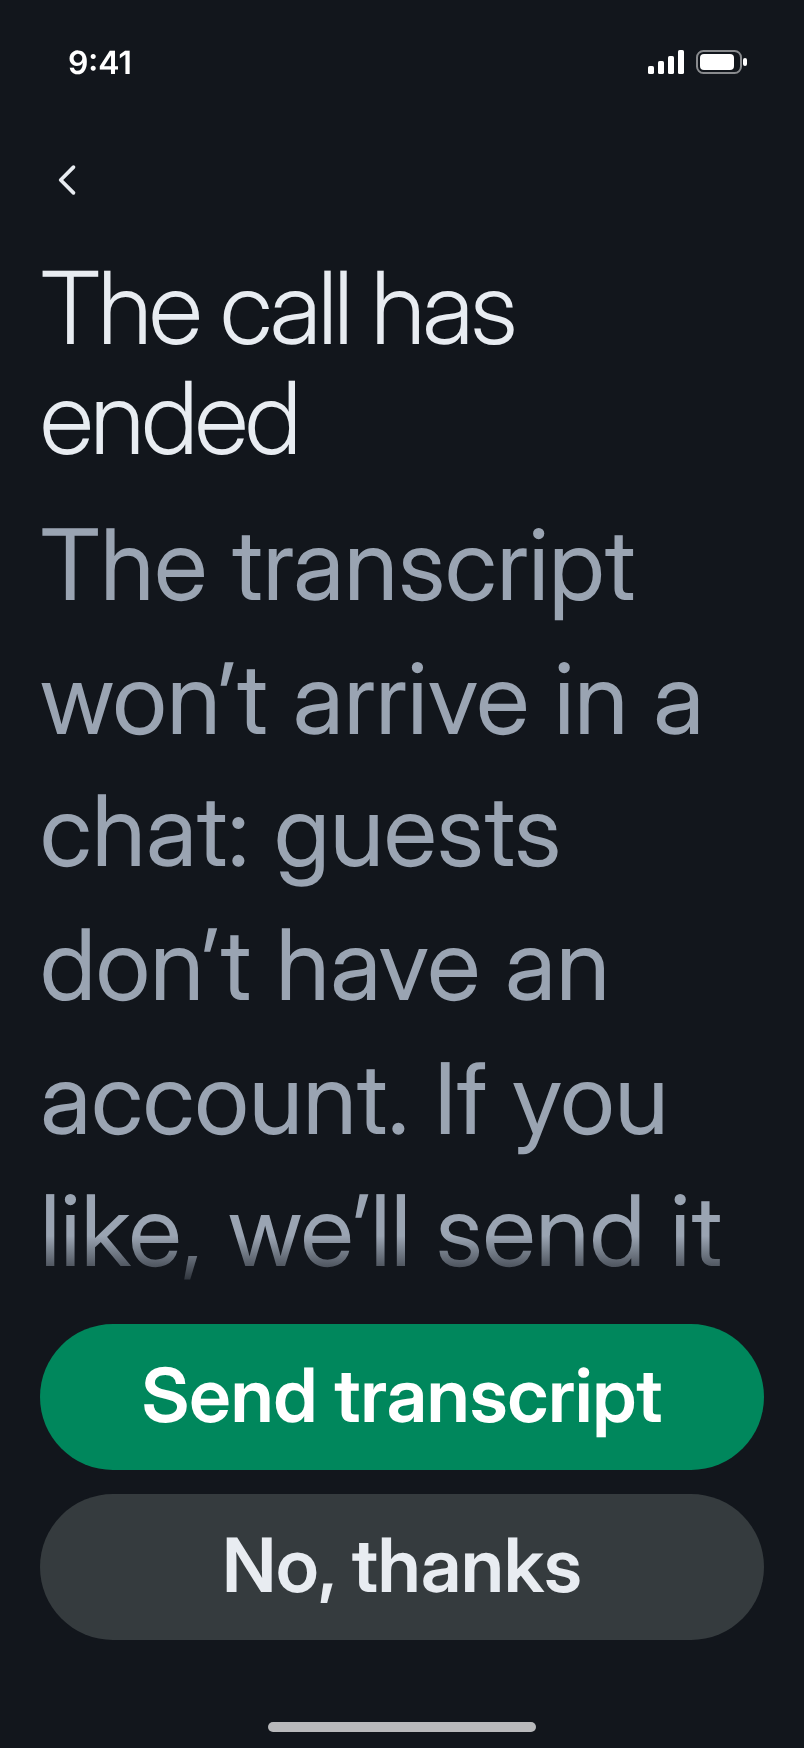 9:41
The call has
ended
The transcript
won’t arrive in a
chat: guests
don’t have an
account. If you
like, we’ll send it
Send transcript
No, thanks